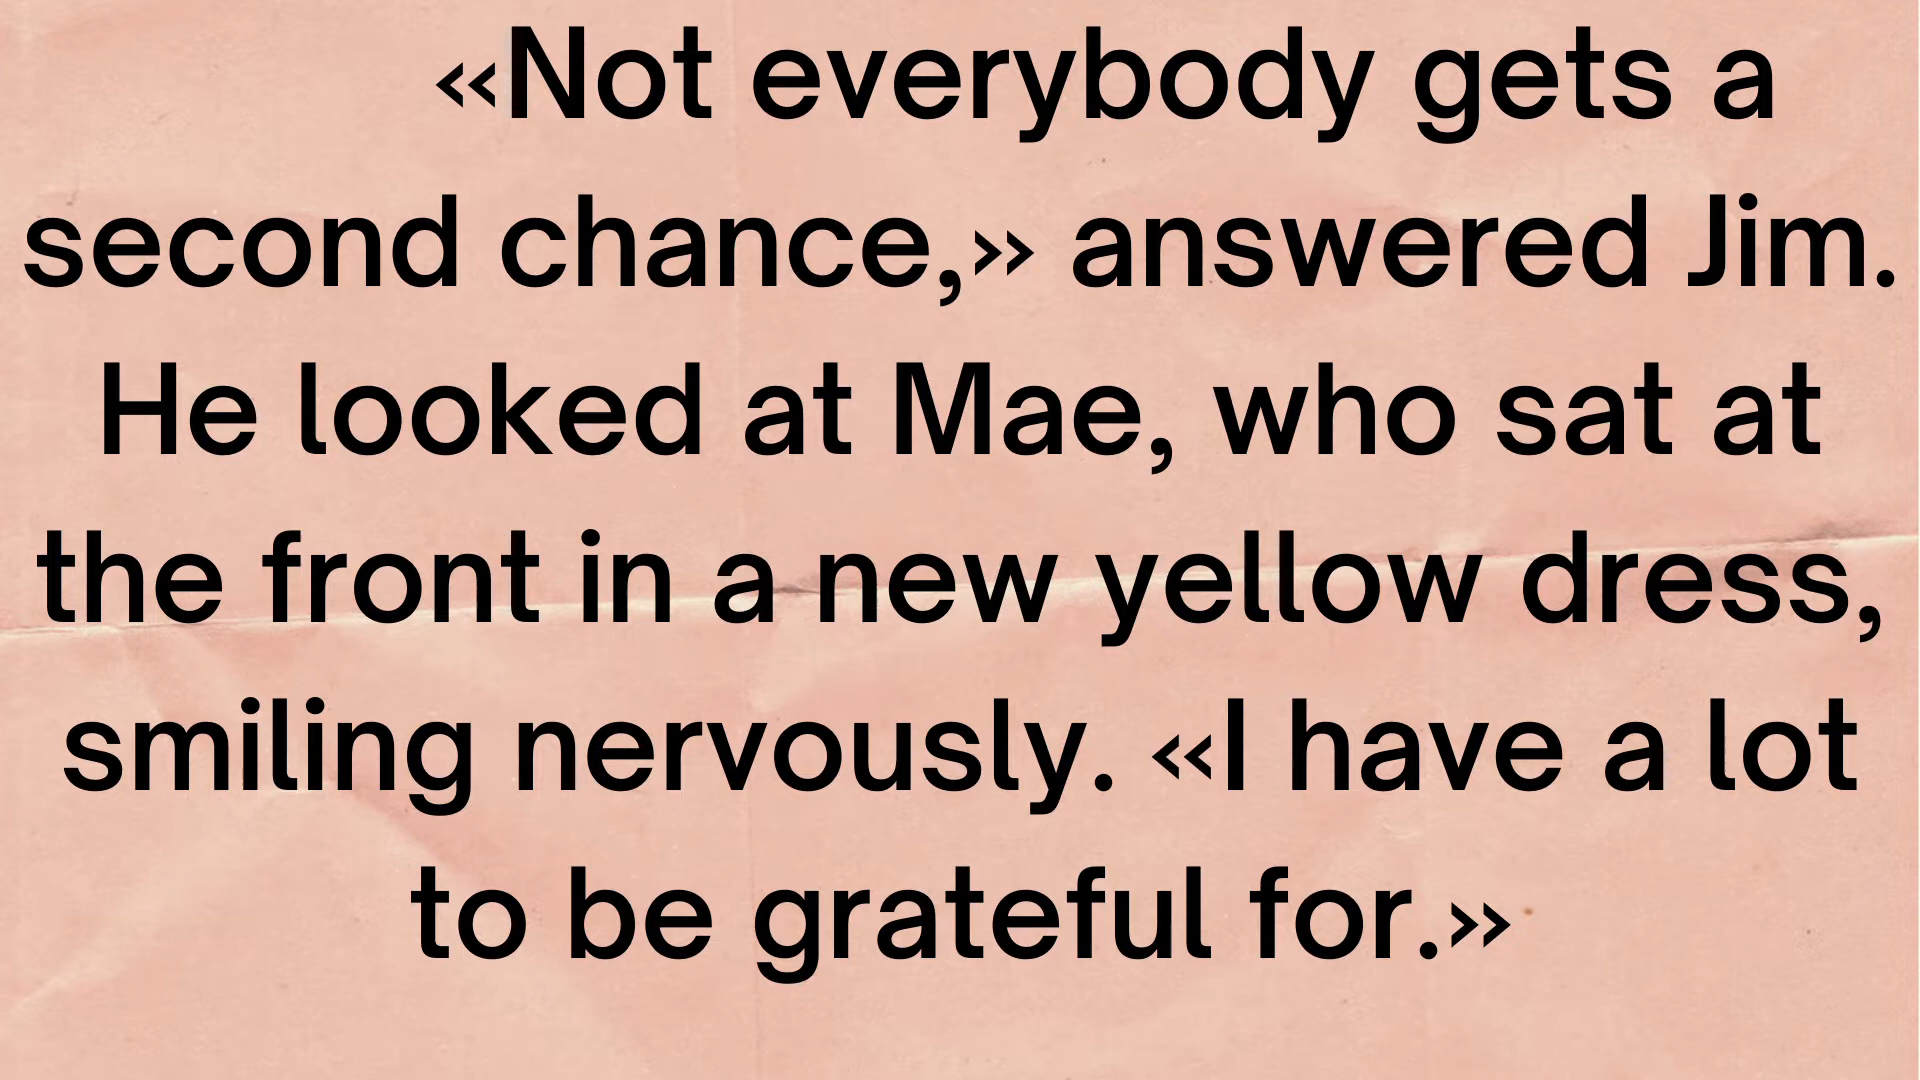 «Not everybody gets a
second chance,» answered Jim.
He looked at Mae, who sat at
the front in a new yellow dress,
smiling nervously. «I have a lot
to be grateful for.»